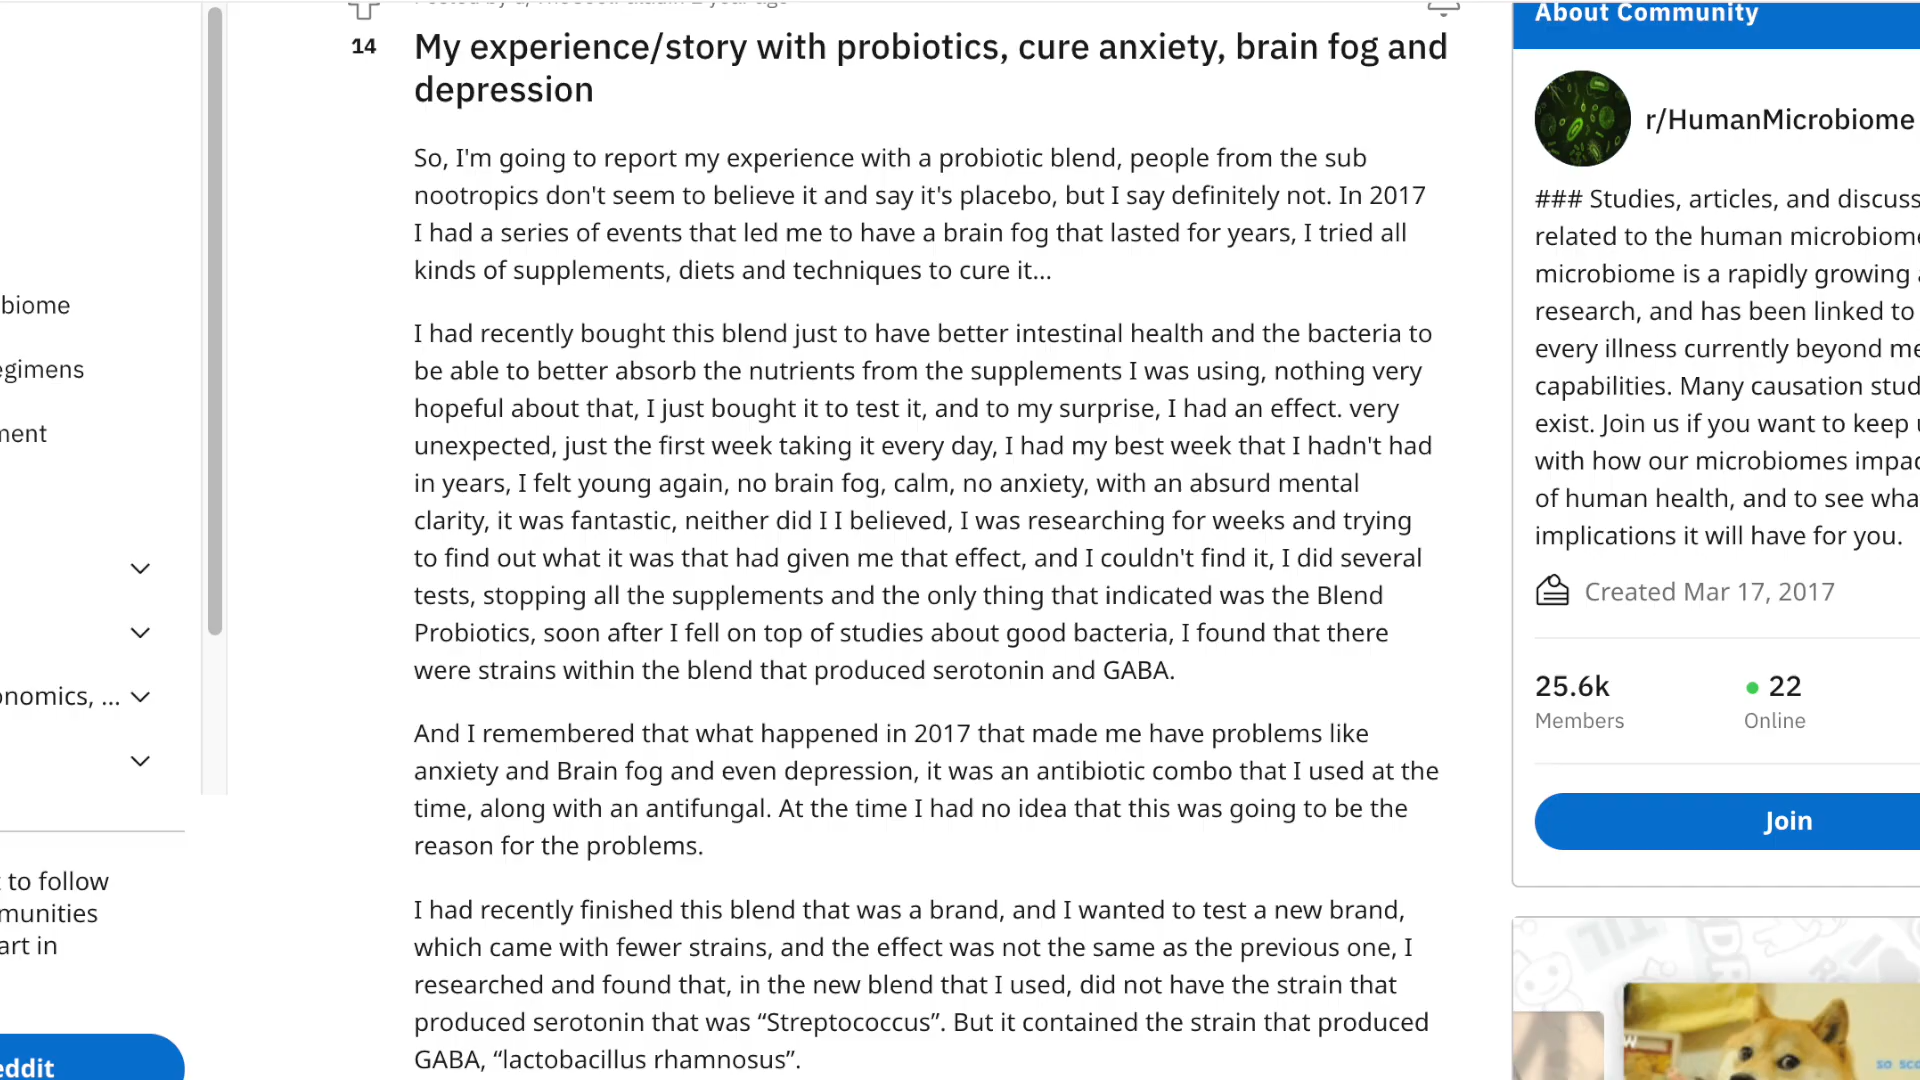 14
My experience/story with probiotics, cure anxiety, brain fog and
depression
So, I'm going to report my experience with a probiotic blend, people from the sub
nootropics don't seem to believe it and say it's placebo, but I say definitely not. In 2017
I had a series of events that led me to have a brain fog that lasted for years, I tried all
kinds of supplements, diets and techniques to cure it...
I had recently bought this blend just to have better intestinal health and the bacteria to
be able to better absorb the nutrients from the supplements I was using, nothing very
hopeful about that, I just bought it to test it, and to my surprise, I had an effect. very
unexpected, just the first week taking it every day, I had my best week that I hadn't had
in years, I felt young again, no brain fog, calm, no anxiety, with an absurd mental
clarity, it was fantastic, neither did I I believed, I was researching for weeks and trying
to find out what it was that had given me that effect, and I couldn't find it, I did several
tests, stopping all the supplements and the only thing that indicated was the Blend
Probiotics, soon after I fell on top of studies about good bacteria, I found that there
were strains within the blend that produced serotonin and GABA.
And I remembered that what happened in 2017 that made me have problems like
anxiety and Brain fog and even depression, it was an antibiotic combo that I used at the
time, along with an antifungal. At the time I had no idea that this was going to be the
reason for the problems.
I had recently finished this blend that was a brand, and I wanted to test a new brand,
which came with fewer strains, and the effect was not the same as the previous one, I
researched and found that, in the new blend that I used, did not have the strain that
produced serotonin that was “Streptococcus”. But it contained the strain that produced
GABA, “lactobacillus rhamnosus”.
biome
egimens
ment
onomics, ...
to follow
munities
art in
eddit
About Community
r/HumanMicrobiome
### Studies, articles, and discuss
related to the human microbiome
microbiome is a rapidly growing
research, and has been linked to
every illness currently beyond me
capabilities. Many causation stud
exist. Join us if you want to keep
with how our microbiomes impac
of human health, and to see wha
implications it will have for you.
Created Mar 17, 2017
25.6k
22
Members
Online
Join